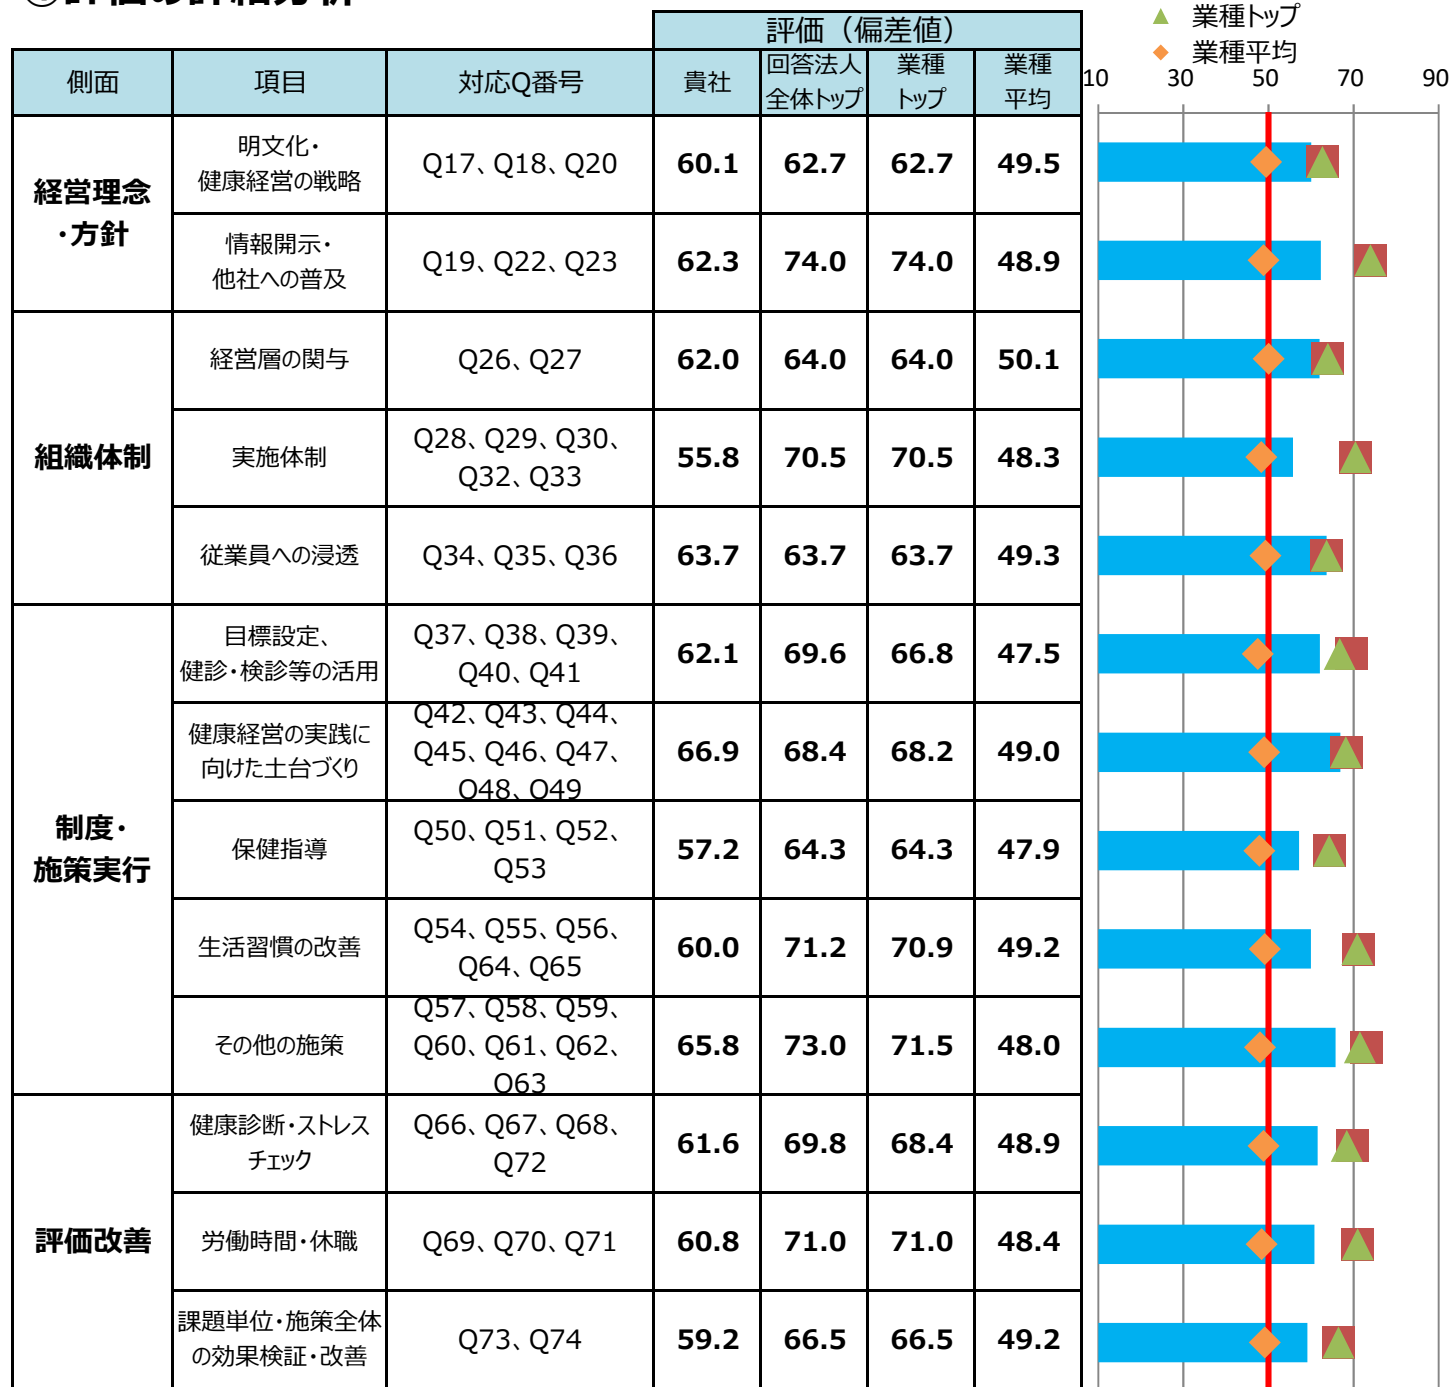 評価（偏差値）
側面 項目 対応Q番号 貴社 回答法人全体トップ 業種トップ 業種平均
▲ 業種トップ
◆ 業種平均
10 30 50 70 90
経営理念・方針
明文化・健康経営の戦略 Q17、Q18、Q20 60.1 62.7 62.7 49.5
情報開示・他社への普及 Q19、Q22、Q23 62.3 74.0 74.0 48.9
組織体制
経営層の関与 Q26、Q27 62.0 64.0 64.0 50.1
実施体制 Q28、Q29、Q30、Q32、Q33 55.8 70.5 70.5 48.3
従業員への浸透 Q34、Q35、Q36 63.7 63.7 63.7 49.3
制度・施策実行
目標設定、健診・検診等の活用 Q37、Q38、Q39、Q40、Q41 62.1 69.6 66.8 47.5
健康経営の実践に向けた土台づくり Q42、Q43、Q44、Q45、Q46、Q47、Q48、Q49 66.9 68.4 68.2 49.0
保健指導 Q50、Q51、Q52、Q53 57.2 64.3 64.3 47.9
生活習慣の改善 Q54、Q55、Q56、Q64、Q65 60.0 71.2 70.9 49.2
その他の施策 Q57、Q58、Q59、Q60、Q61、Q62、Q63 65.8 73.0 71.5 48.0
評価改善
健康診断・ストレスチェック Q66、Q67、Q68、Q72 61.6 69.8 68.4 48.9
労働時間・休職 Q69、Q70、Q71 60.8 71.0 71.0 48.4
課題単位・施策全体の効果検証・改善 Q73、Q74 59.2 66.5 66.5 49.2